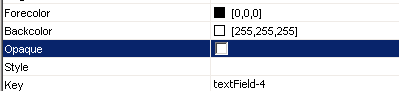 Forecolor [0,0,0]
Backcolor [255,255,255]
Opaque
Style
Key textField-4